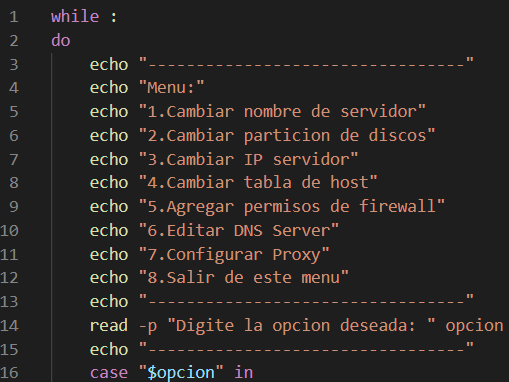 1 while :
2 do
3 echo "---------------------------------"
4 echo "Menu:"
5 echo "1.Cambiar nombre de servidor"
6 echo "2.Cambiar particion de discos"
7 echo "3.Cambiar IP servidor"
8 echo "4.Cambiar tabla de host"
9 echo "5.Agregar permisos de firewall"
10 echo "6.Editar DNS Server"
11 echo "7.Configurar Proxy"
12 echo "8.Salir de este menu"
13 echo "---------------------------------"
14 read -p "Digite la opcion deseada: " opcion
15 echo "---------------------------------"
16 case "$opcion" in